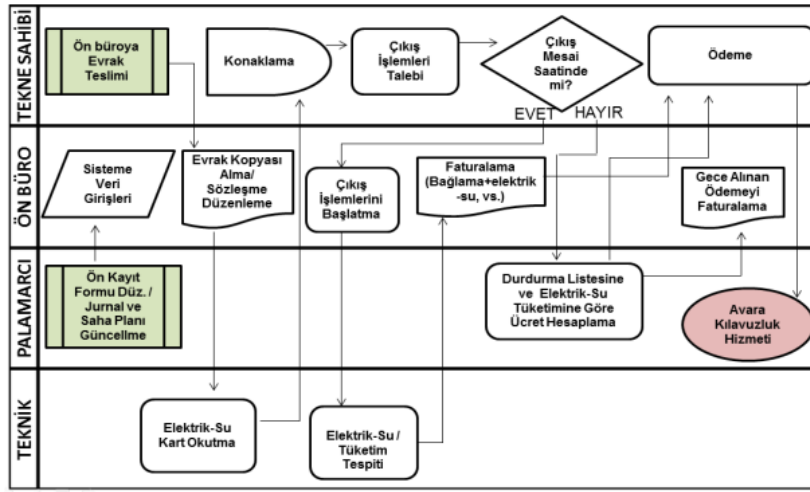 TEKNE SAHİBİ
Ön büroya
Evrak
Teslimi
Konaklama
Çıkış
İşlemleri
Talebi
Çıkış
Mesai
Saatinde
mi?
Ödeme
EVET
HAYIR
ÖN BÜRO
Sisteme
Veri
Girişleri
Evrak Kopyası
Alma/
Sözleşme
Düzenleme
Çıkış
İşlemlerini
Başlatma
Faturalama
(Bağlama+elektrik
-su, vs.)
Gece Alınan
Ödemeyi
Faturalama
PALAMARCI
Ön Kayıt
Formu Düz. /
Jurnal ve
Saha Planı
Güncelleme
Durdurma Listesine
ve Elektrik-Su
Tüketimine Göre
Ücret Hesaplama
Avara
Kılavuzluk
Hizmeti
TEKNİK
Elektrik-Su
Kart Okutma
Elektrik-Su /
Tüketim
Tespiti